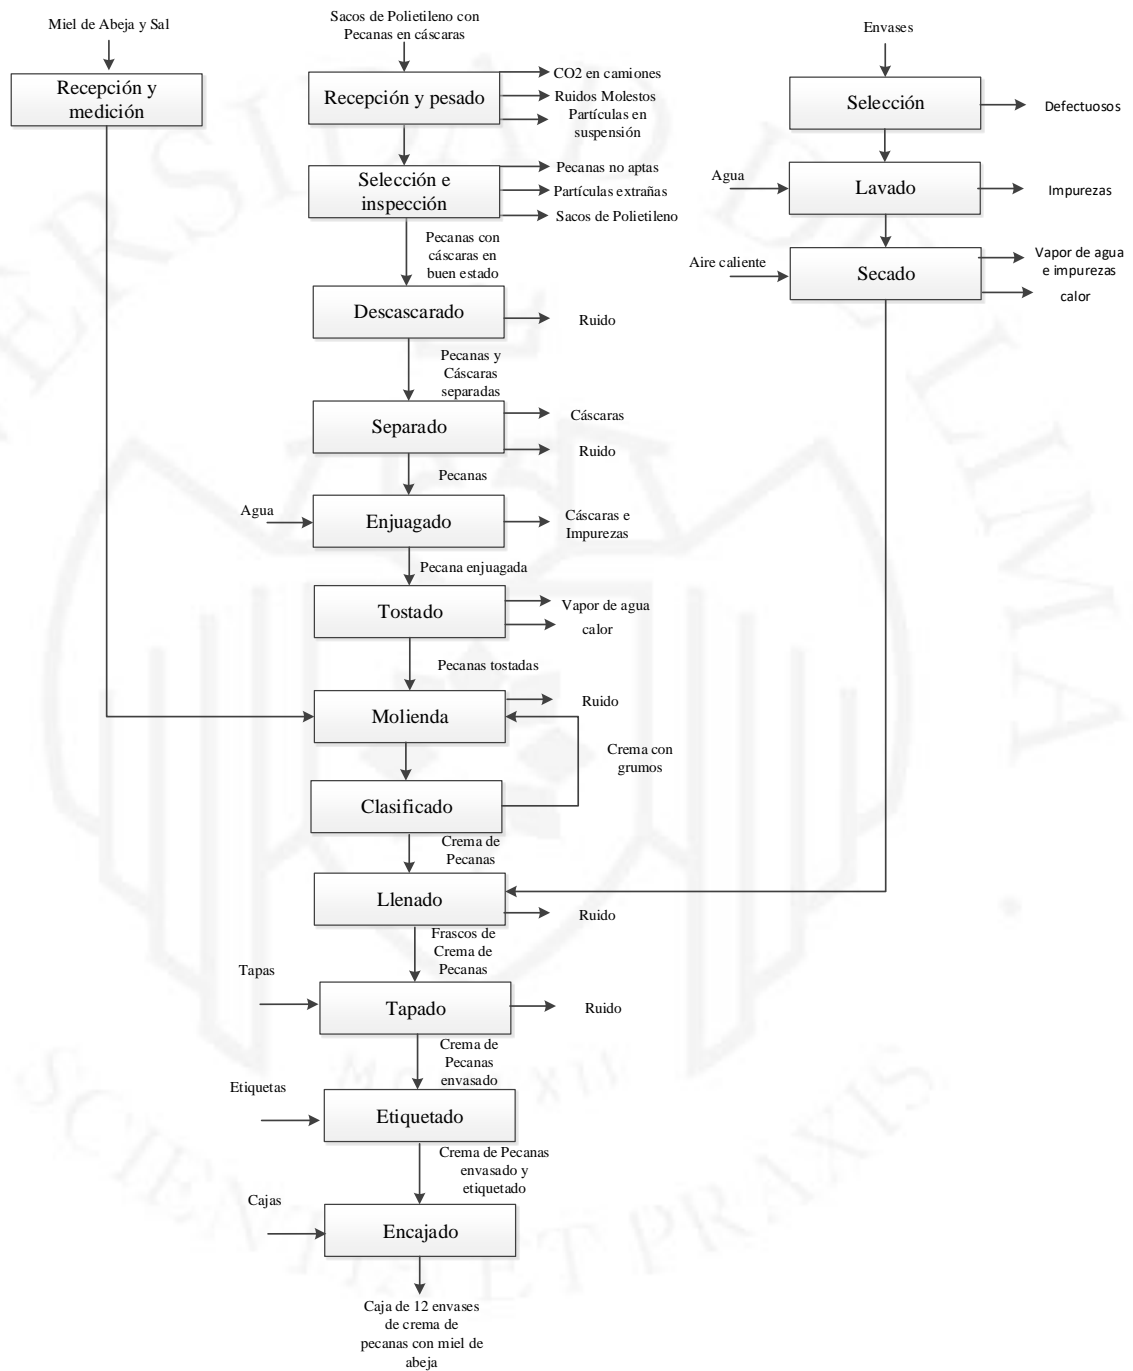 Miel de Abeja y Sal
Recepción y
medición
Sacos de Polietileno con
Pecanas en cáscaras
Recepción y pesado
CO2 en camiones
Ruidos Molestos
Partículas en
suspensión
Selección e
inspección
Pecanas no aptas
Partículas extrañas
Sacos de Polietileno
Pecanas con
cáscaras en
buen estado
Descascarado
Ruido
Pecanas y
Cáscaras
separadas
Separado
Cáscaras
Ruido
Pecanas
Agua
Enjuagado
Cáscaras e
Impurezas
Pecana enjuagada
Tostado
Vapor de agua
calor
Pecanas tostadas
Molienda
Ruido
Crema con
grumos
Clasificado
Crema de
Pecanas
Llenado
Ruido
Frascos de
Crema de
Pecanas
Tapas
Tapado
Ruido
Crema de
Pecanas
envasado
Etiquetas
Etiquetado
Crema de Pecanas
envasado y
etiquetado
Cajas
Encajado
Caja de 12 envases
de crema de
pecanas con miel de
abeja
Envases
Selección
Defectuosos
Agua
Lavado
Impurezas
Aire caliente
Secado
Vapor de agua
e impurezas
calor
SCIENTIA ET PRAXIS